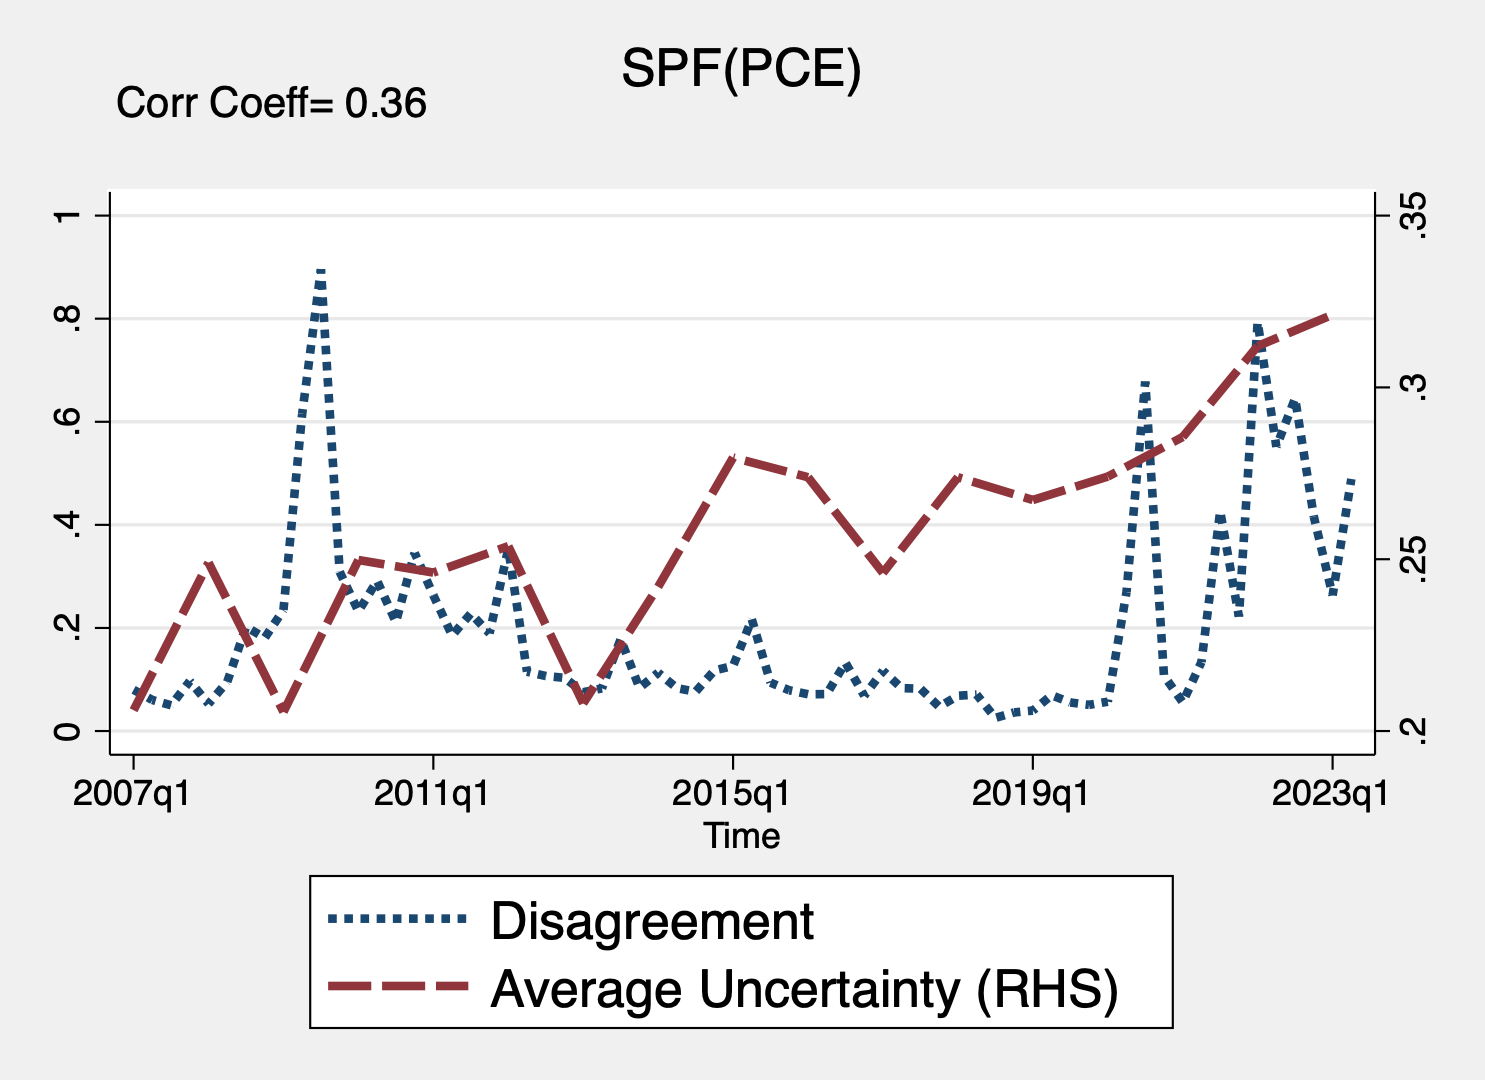 SPF(PCE)
Corr Coeff= 0.36
1
.8
.6
.4
.2
0
.35
.3
.25
.2
2007q1 2011q1 2015q1 2019q1 2023q1
Time
Disagreement
Average Uncertainty (RHS)